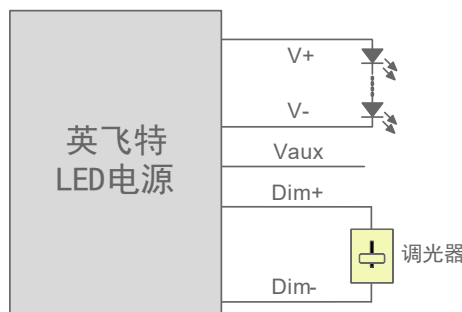 英飞特
LED电源
V+
V-
Vaux
Dim+
Dim-
调光器